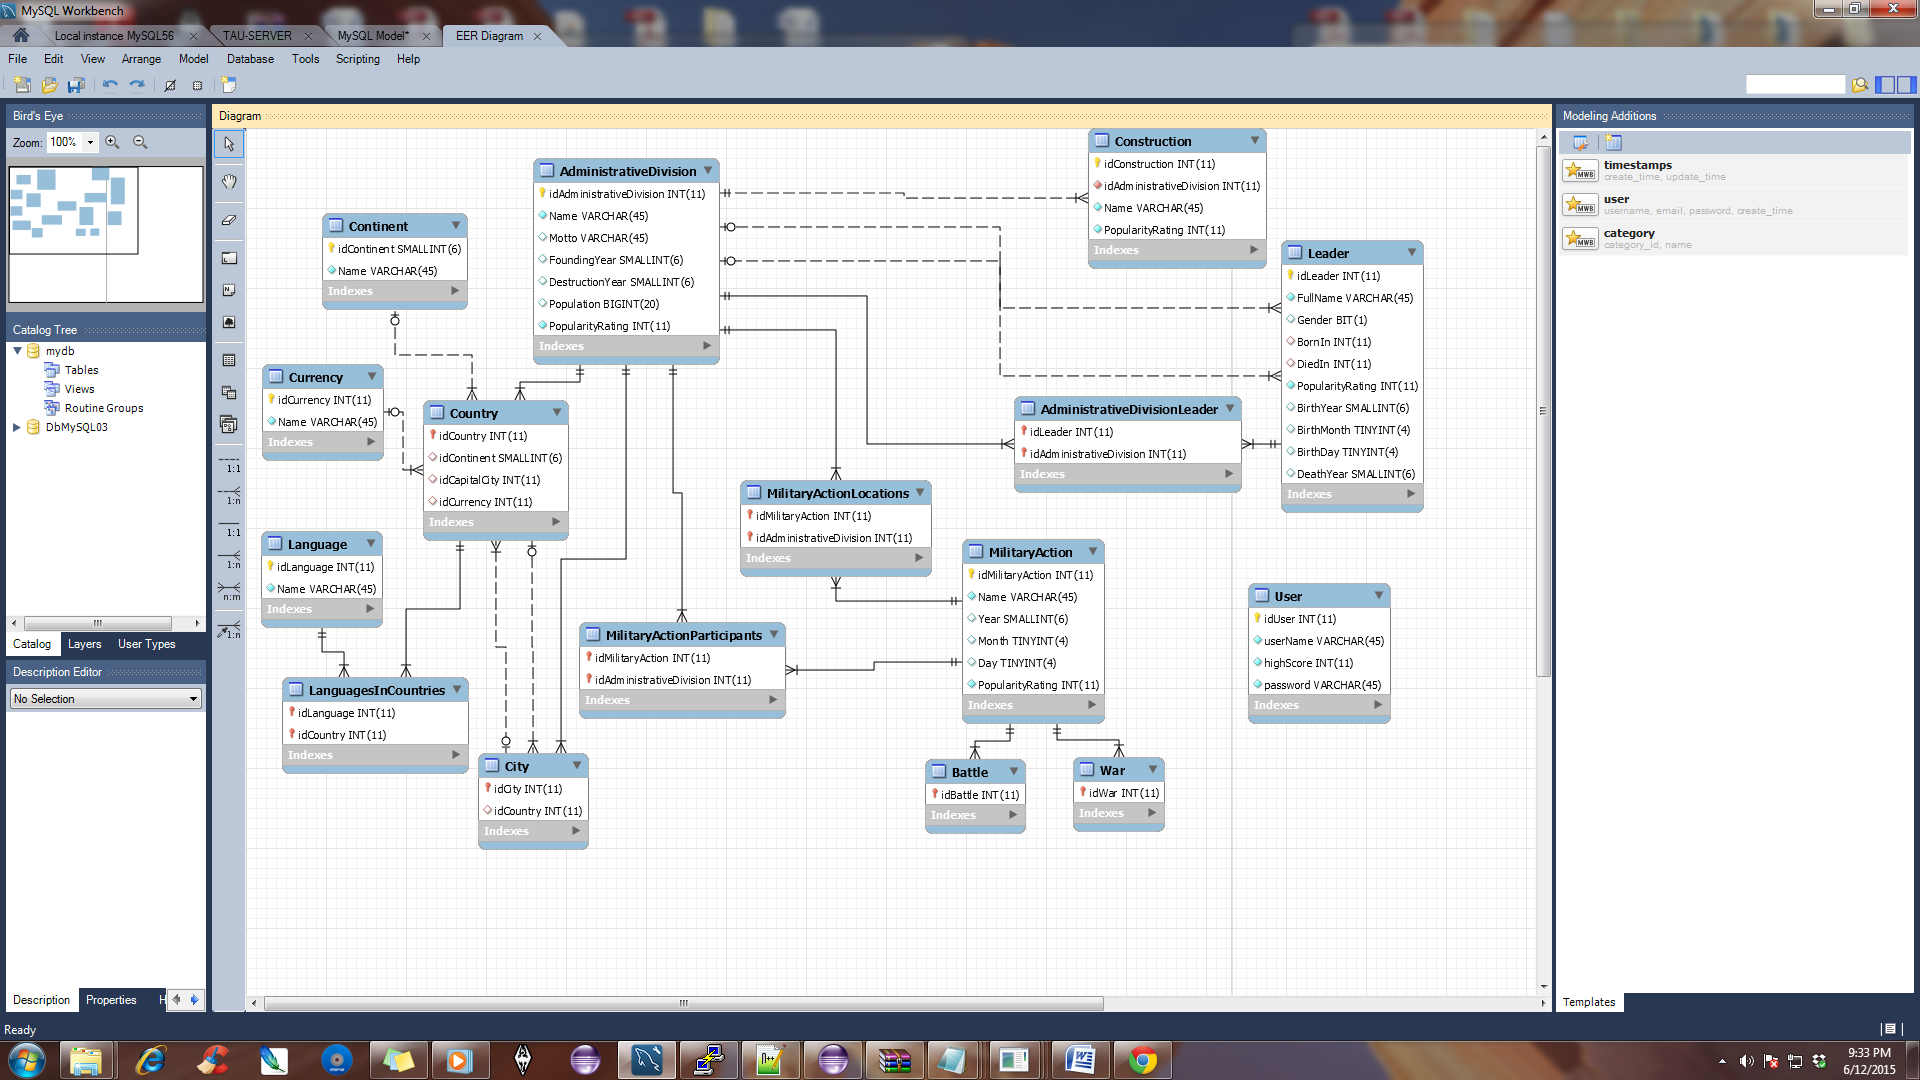 MySQL Workbench
Local instance MySQL56
TAU-SERVER
MySQL Model*
EER Diagram
File Edit View Arrange Model Database Tools Scripting Help
Bird's Eye
Zoom: 100%
Catalog Tree
mydb
Tables
Views
Routine Groups
DbMySQL03
Catalog Layers User Types
Description Editor
No Selection
Description Properties H
Ready
Diagram
1:1
1:n
1:1
1:n
n:m
1:n
Continent
idContinent SMALLINT(6)
Name VARCHAR(45)
Indexes
AdministrativeDivision
idAdministrativeDivision INT(11)
Name VARCHAR(45)
Motto VARCHAR(45)
FoundingYear SMALLINT(6)
DestructionYear SMALLINT(6)
Population BIGINT(20)
PopularityRating INT(11)
Indexes
Construction
idConstruction INT(11)
idAdministrativeDivision INT(11)
Name VARCHAR(45)
PopularityRating INT(11)
Indexes
Leader
idLeader INT(11)
FullName VARCHAR(45)
Gender BIT(1)
BornIn INT(11)
DiedIn INT(11)
PopularityRating INT(11)
BirthYear SMALLINT(6)
BirthMonth TINYINT(4)
BirthDay TINYINT(4)
DeathYear SMALLINT(6)
Indexes
Currency
idCurrency INT(11)
Name VARCHAR(45)
Indexes
Country
idCountry INT(11)
idContinent SMALLINT(6)
idCapitalCity INT(11)
idCurrency INT(11)
Indexes
AdministrativeDivisionLeader
idLeader INT(11)
idAdministrativeDivision INT(11)
Indexes
MilitaryActionLocations
idMilitaryAction INT(11)
idAdministrativeDivision INT(11)
Indexes
Language
idLanguage INT(11)
Name VARCHAR(45)
Indexes
MilitaryAction
idMilitaryAction INT(11)
Name VARCHAR(45)
Year SMALLINT(6)
Month TINYINT(4)
Day TINYINT(4)
PopularityRating INT(11)
Indexes
User
idUser INT(11)
userName VARCHAR(45)
highScore INT(11)
password VARCHAR(45)
Indexes
MilitaryActionParticipants
idMilitaryAction INT(11)
idAdministrativeDivision INT(11)
Indexes
LanguagesInCountries
idLanguage INT(11)
idCountry INT(11)
Indexes
City
idCity INT(11)
idCountry INT(11)
Indexes
Battle
idBattle INT(11)
Indexes
War
idWar INT(11)
Indexes
Modeling Additions
MWB
timestamps
create_time, update_time
MWB
user
username, email, password, create_time
MWB
category
category_id, name
Templates
9:33 PM
6/12/2015